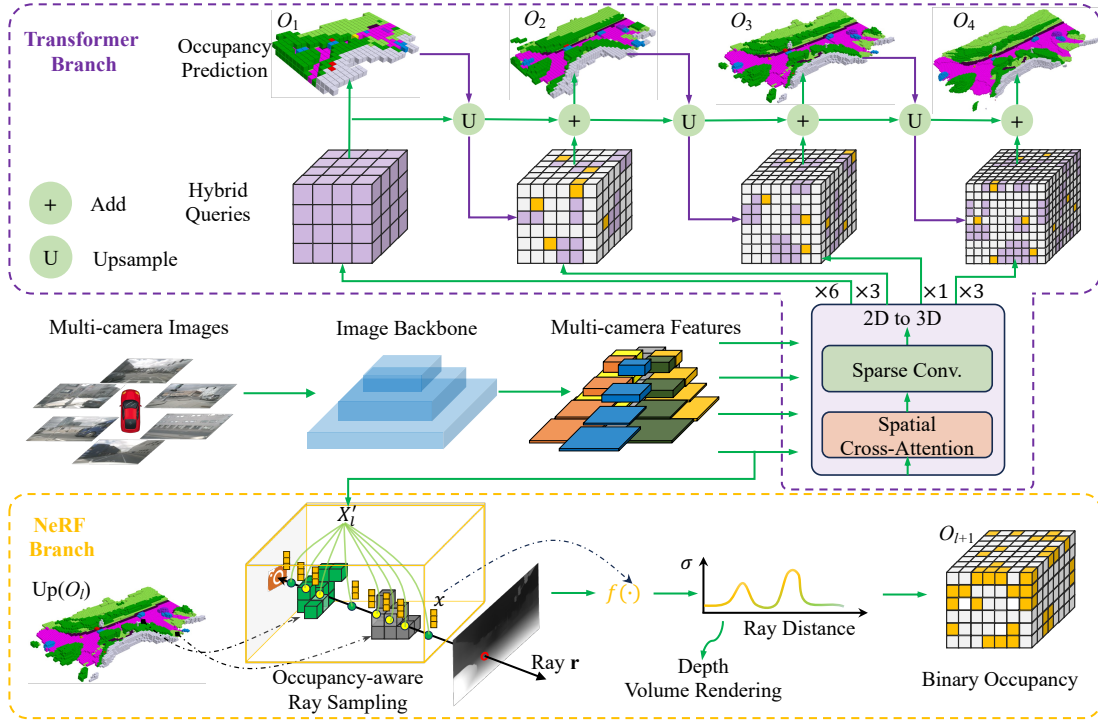 Transformer
Branch
Occupancy
Prediction
O₁
O₂
O₃
O₄
U
+
U
+
U
+
+
Add
U
Upsample
Hybrid
Queries
×6
×3
×1
×3
Multi-camera Images
Image Backbone
Multi-camera Features
2D to 3D
Sparse Conv.
Spatial
Cross-Attention
NeRF
Branch
Up(Oₗ)
X′ₗ
x
Ray r
Occupancy-aware
Ray Sampling
f(·)
σ
Ray Distance
Depth
Volume Rendering
Oₗ₊₁
Binary Occupancy